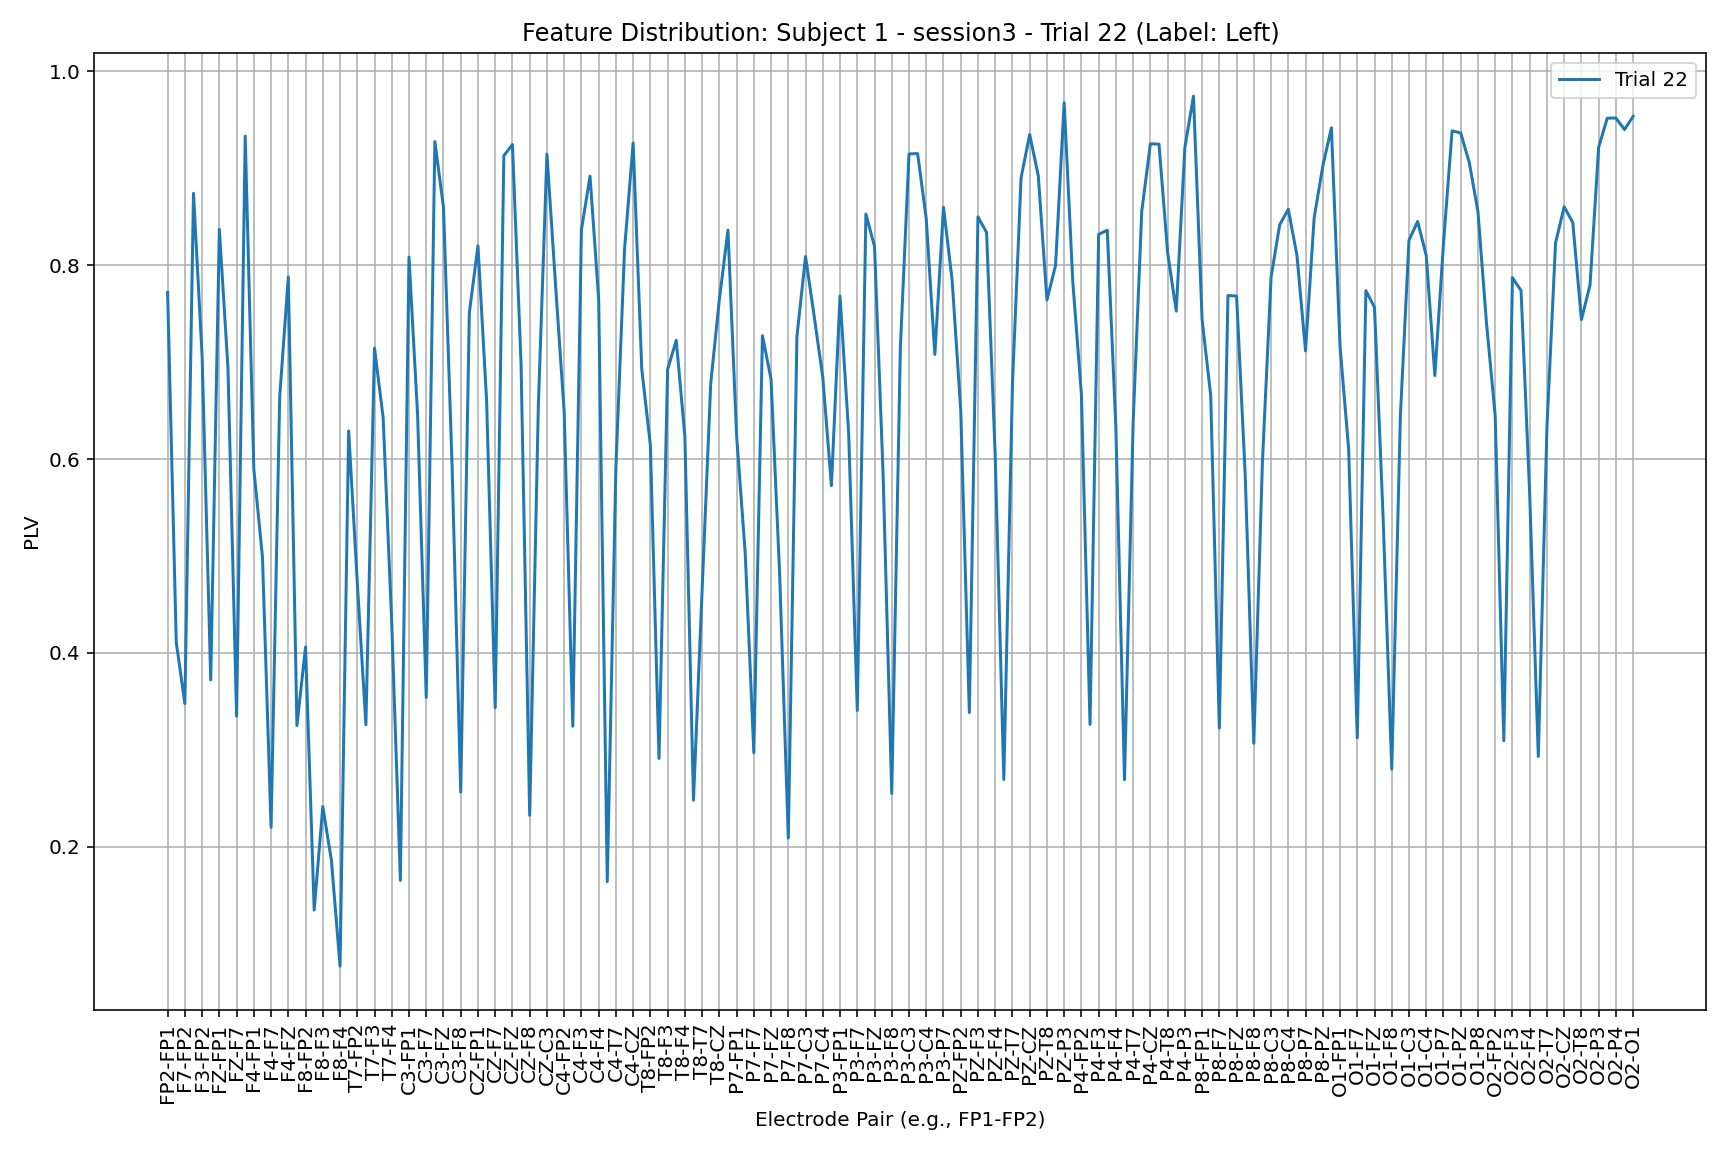 Feature Distribution: Subject 1 - session3 - Trial 22 (Label: Left)
Trial 22
1.0
0.8
0.6
0.4
0.2
PLV
FP2-FP1
F7-FP2
F3-FP2
FZ-FP1
FZ-F7
F4-FP1
F4-F7
F4-FZ
F8-FP2
F8-F3
F8-F4
T7-FP2
T7-F3
T7-F4
C3-FP1
C3-F7
C3-FZ
C3-F8
CZ-FP1
CZ-F7
CZ-FZ
CZ-F8
CZ-C3
C4-FP2
C4-F3
C4-F4
C4-T7
C4-CZ
T8-FP2
T8-F3
T8-F4
T8-T7
T8-CZ
P7-FP1
P7-F7
P7-FZ
P7-F8
P7-C3
P7-C4
P3-FP1
P3-F7
P3-FZ
P3-F8
P3-C3
P3-C4
P3-P7
PZ-FP2
PZ-F3
PZ-F4
PZ-T7
PZ-CZ
PZ-T8
PZ-P3
P4-FP2
P4-F3
P4-F4
P4-T7
P4-CZ
P4-T8
P4-P3
P8-FP1
P8-F7
P8-FZ
P8-F8
P8-C3
P8-C4
P8-P7
P8-PZ
O1-FP1
O1-F7
O1-FZ
O1-F8
O1-C3
O1-C4
O1-P7
O1-PZ
O1-P8
O2-FP2
O2-F3
O2-F4
O2-T7
O2-CZ
O2-T8
O2-P3
O2-P4
O2-O1
Electrode Pair (e.g., FP1-FP2)